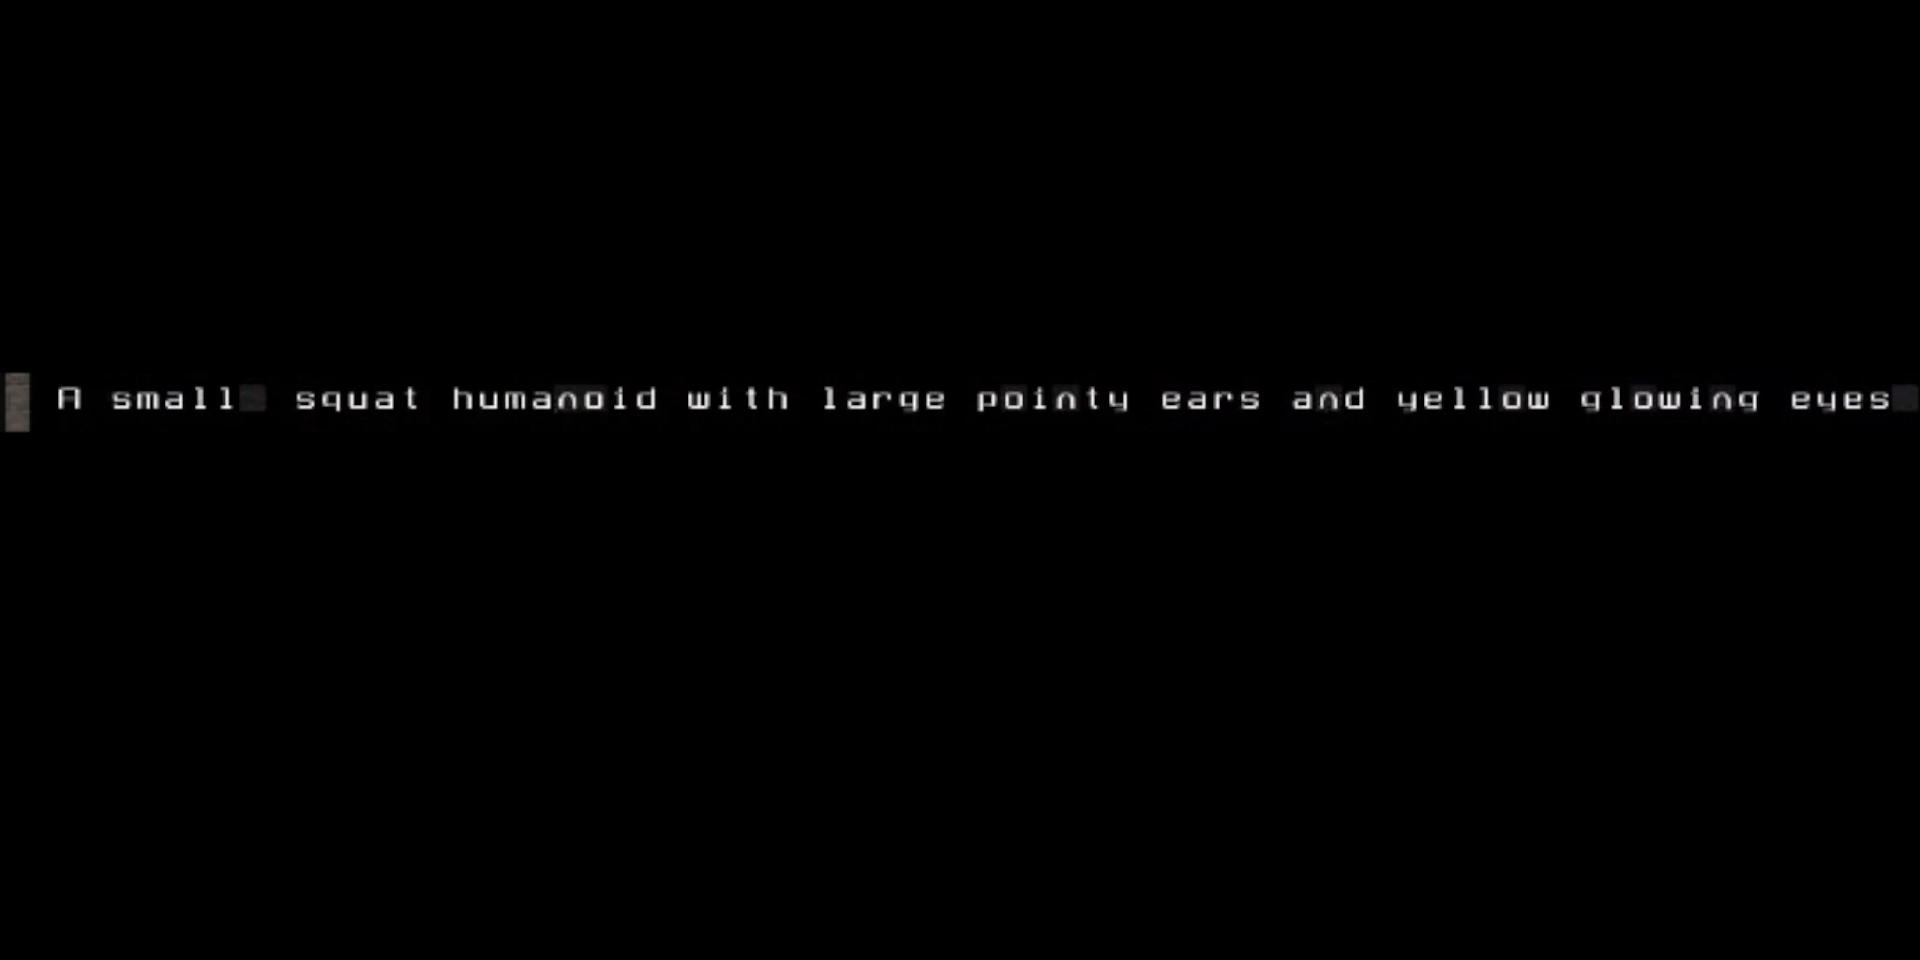 A small squat humanoid with large pointy ears and yellow glowing eyes